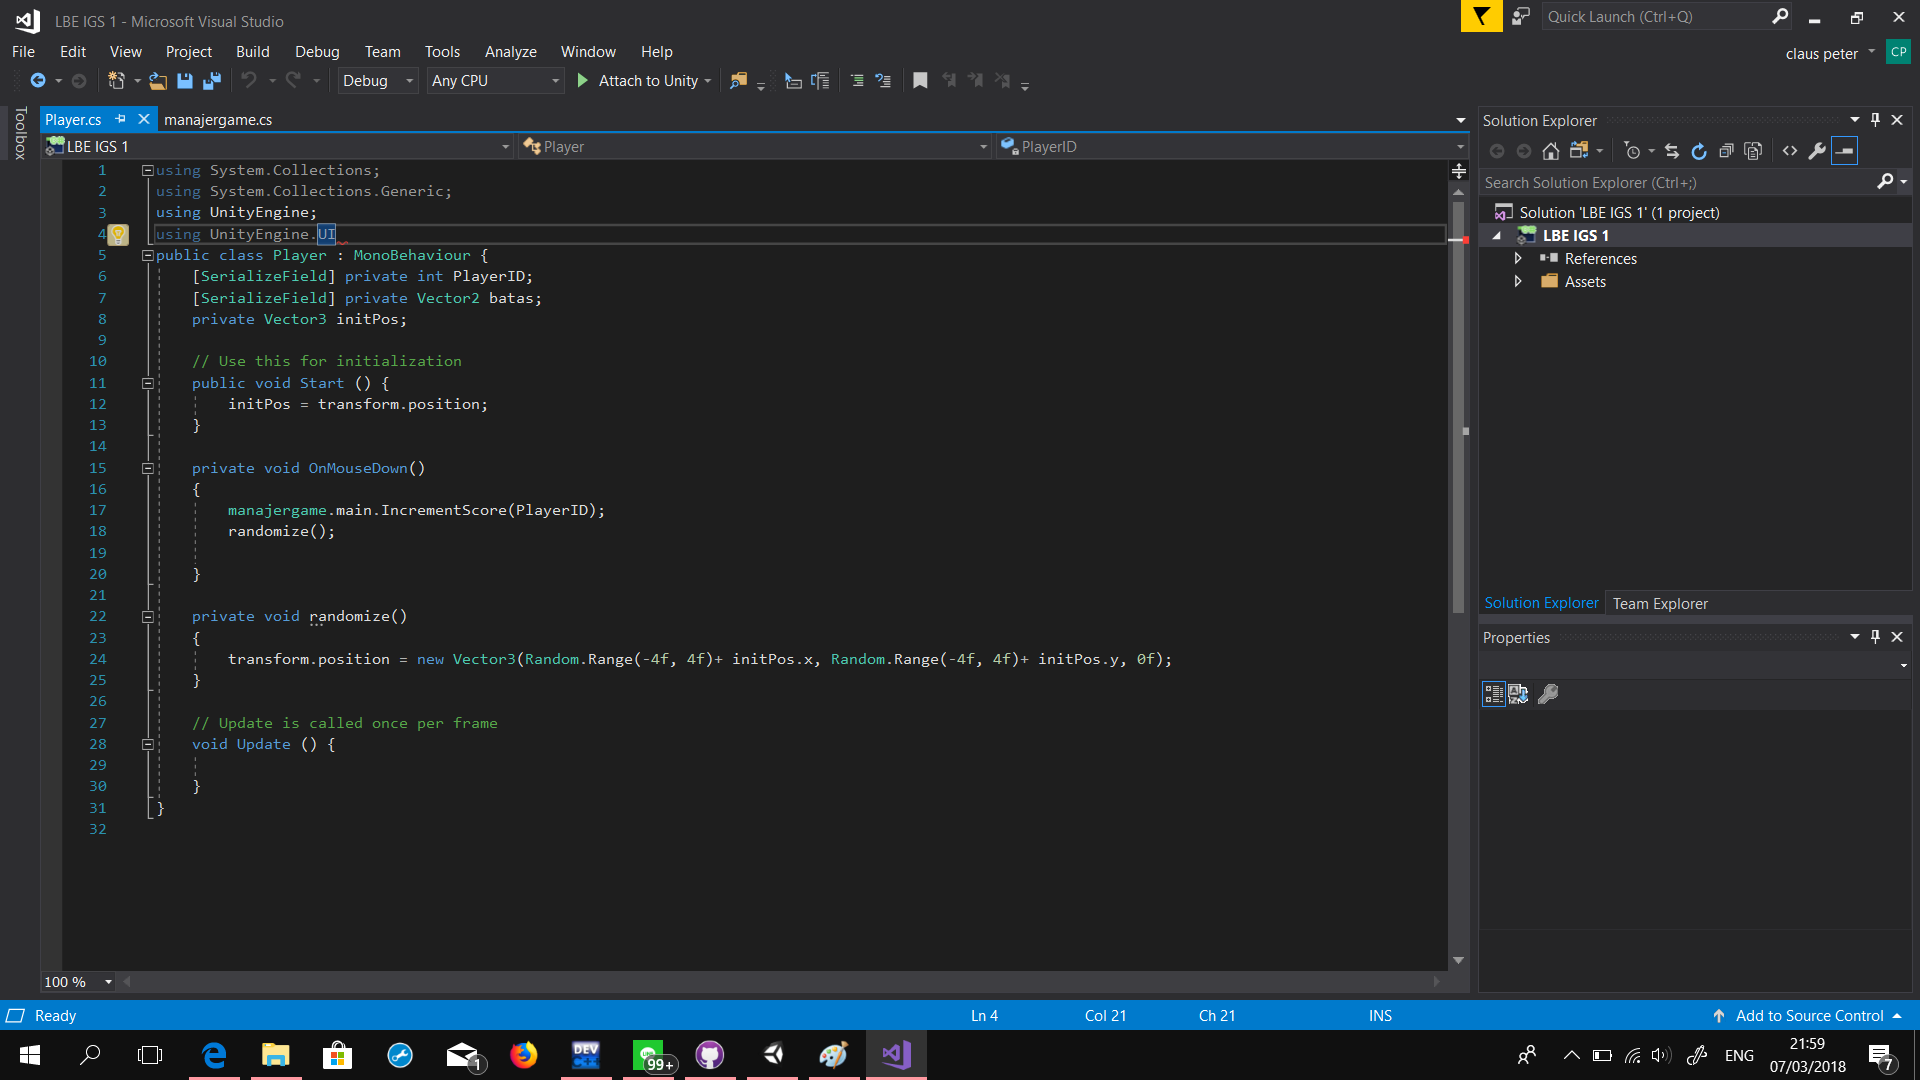 LBE IGS 1 - Microsoft Visual Studio
Quick Launch (Ctrl+Q)
File Edit View Project Build Debug Team Tools Analyze Window Help
claus peter CP
Debug Any CPU Attach to Unity
Toolbox
Player.cs manajergame.cs
LBE IGS 1 Player PlayerID
1 using System.Collections;
2 using System.Collections.Generic;
3 using UnityEngine;
4 using UnityEngine.UI
5 public class Player : MonoBehaviour {
6 [SerializeField] private int PlayerID;
7 [SerializeField] private Vector2 batas;
8 private Vector3 initPos;
9
10 // Use this for initialization
11 public void Start () {
12 initPos = transform.position;
13 }
14
15 private void OnMouseDown()
16 {
17 manajergame.main.IncrementScore(PlayerID);
18 randomize();
19
20 }
21
22 private void randomize()
23 {
24 transform.position = new Vector3(Random.Range(-4f, 4f)+ initPos.x, Random.Range(-4f, 4f)+ initPos.y, 0f);
25 }
26
27 // Update is called once per frame
28 void Update () {
29
30 }
31 }
32
100 %
Solution Explorer
Search Solution Explorer (Ctrl+;)
Solution 'LBE IGS 1' (1 project)
LBE IGS 1
References
Assets
Solution Explorer Team Explorer
Properties
Ready Ln 4 Col 21 Ch 21 INS Add to Source Control
1 DEV C++ 99+ ENG 21:59
07/03/2018 7